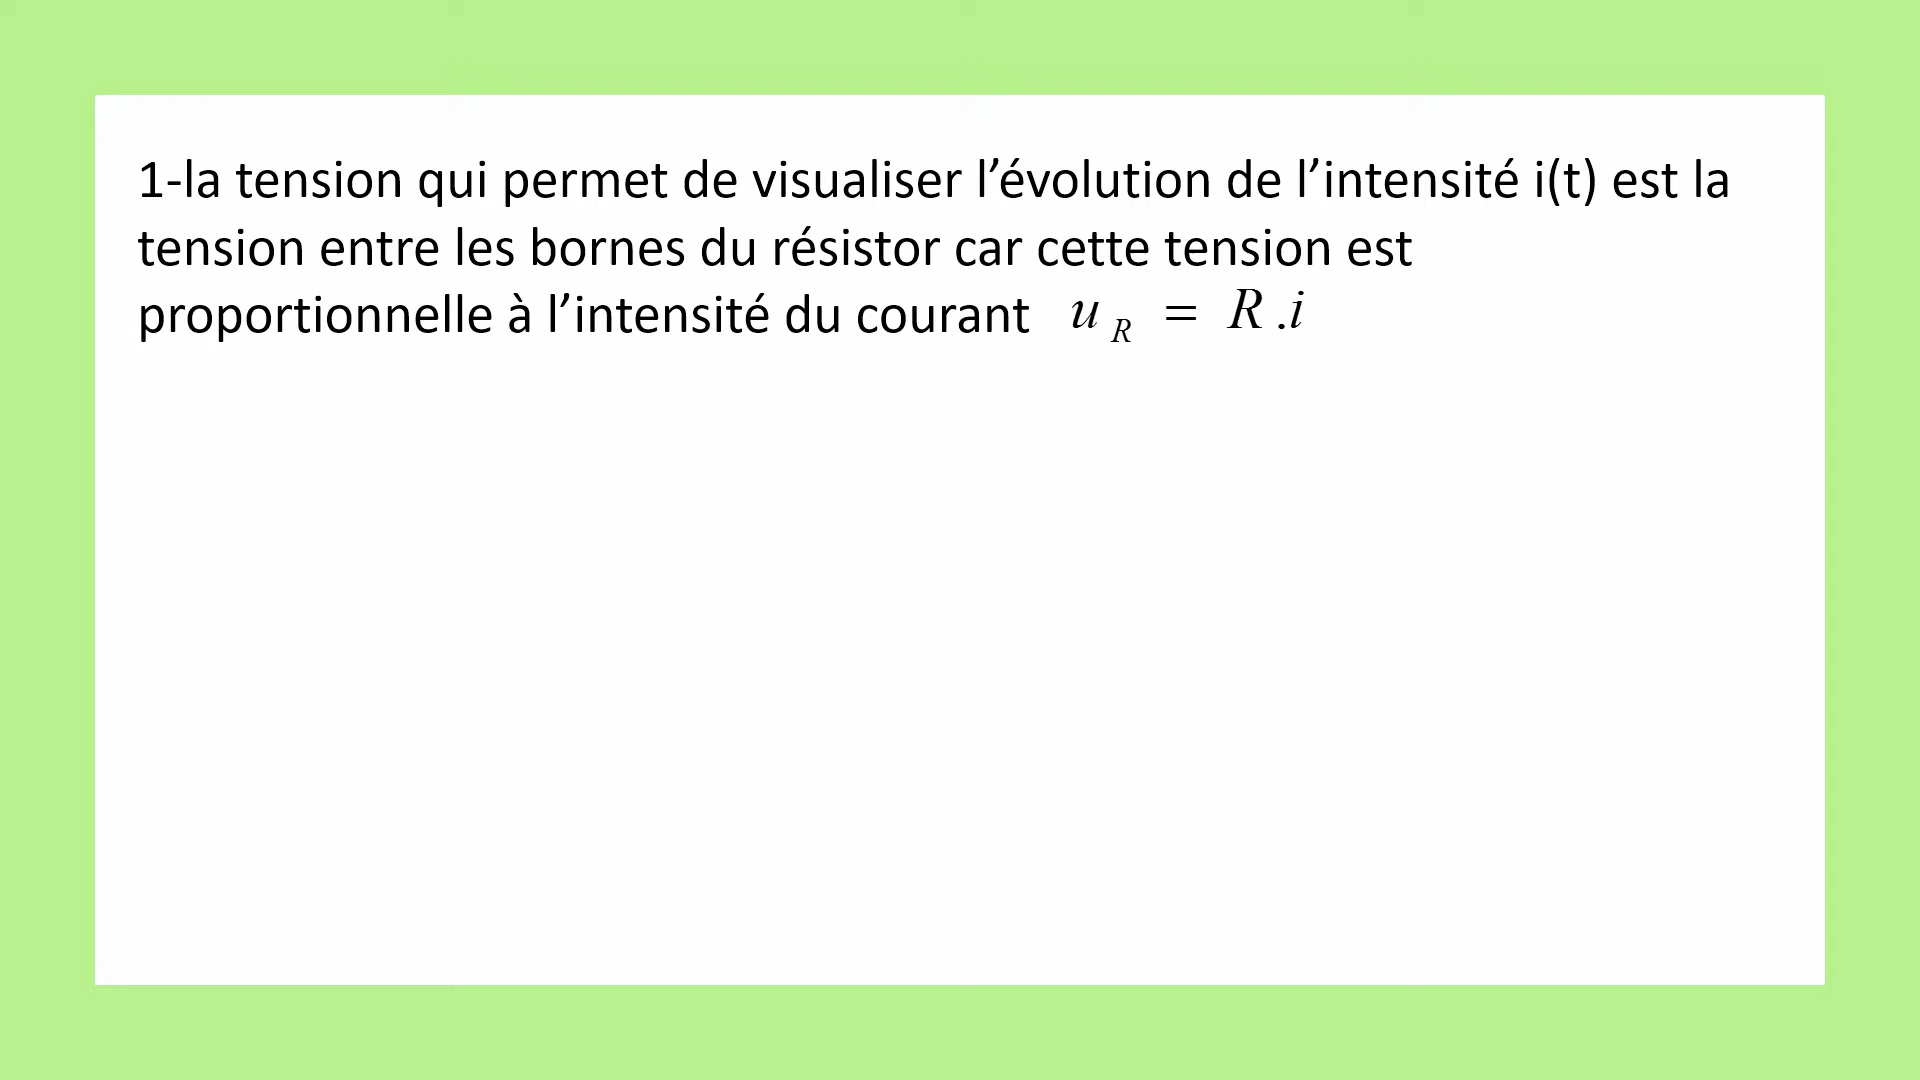 1-la tension qui permet de visualiser l’évolution de l’intensité i(t) est la
tension entre les bornes du résistor car cette tension est
proportionnelle à l’intensité du courant u R = R .i